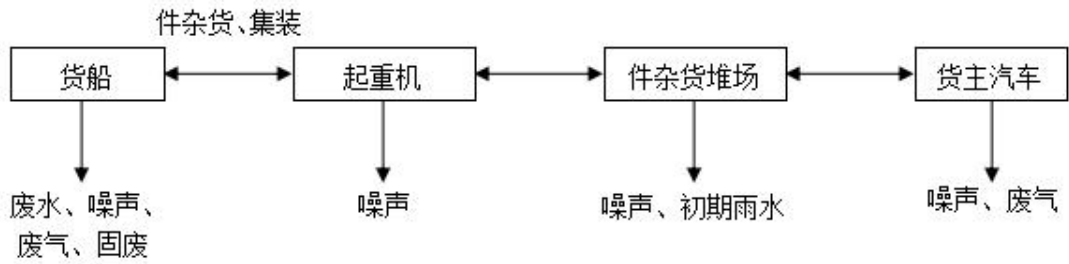 件杂货、集装
货船
起重机
件杂货堆场
货主汽车
废水、噪声、
废气、固废
噪声
噪声、初期雨水
噪声、废气